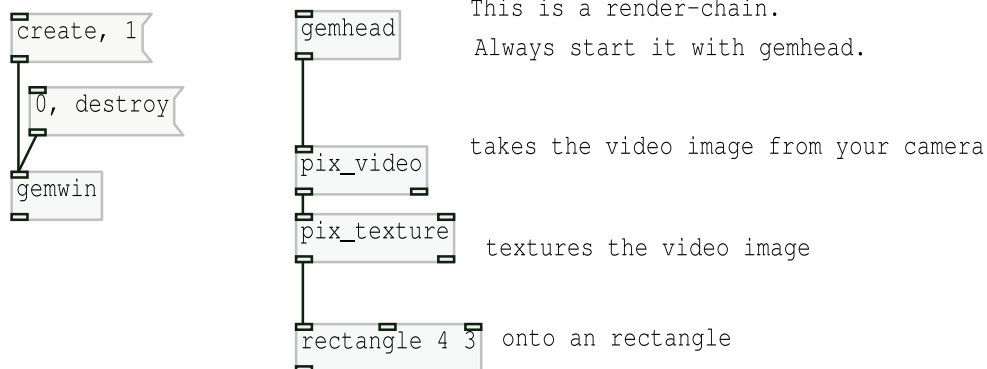 create, 1
0, destroy
gemwin
gemhead
This is a render-chain.
Always start it with gemhead.
pix_video
takes the video image from your camera
pix_texture
textures the video image
rectangle 4 3
onto an rectangle